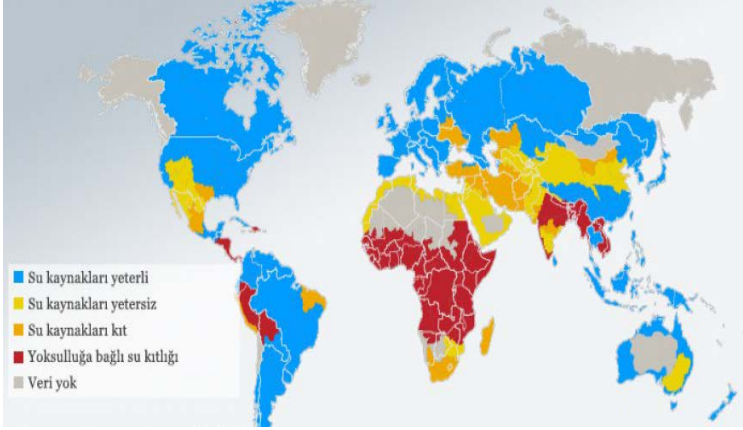 Su kaynakları yeterli
Su kaynakları yetersiz
Su kaynakları kıt
Yoksulluğa bağlı su kıtlığı
Veri yok